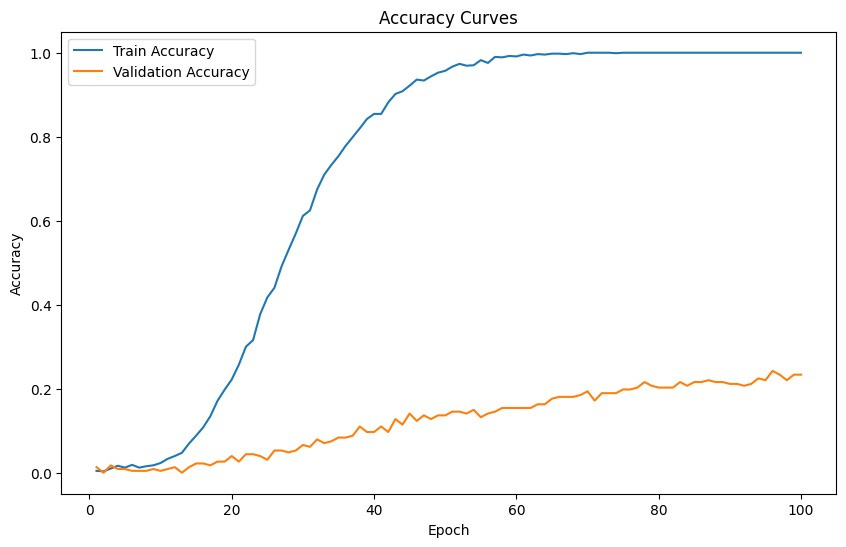 Accuracy Curves
Train Accuracy
Validation Accuracy
1.0
0.8
0.6
0.4
0.2
0.0
Accuracy
0 20 40 60 80 100
Epoch